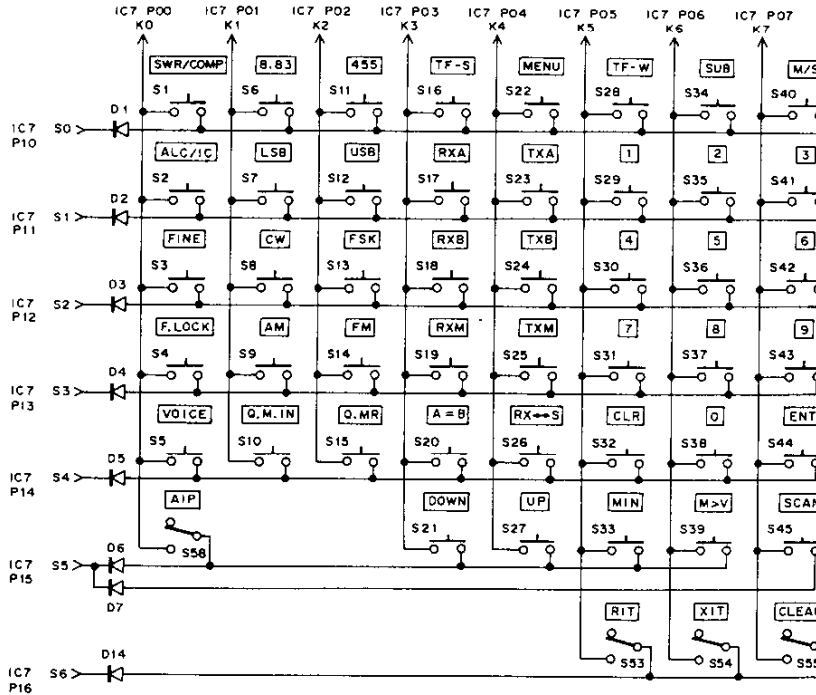 IC7 P00 IC7 P01 IC7 P02 IC7 P03 IC7 P04 IC7 P05 IC7 P06 IC7 P07
K0 K1 K2 K3 K4 K5 K6 K7
SWR/COMP 8.83 455 TF-S MENU TF-W SUB M/S
D1 S1 S6 S11 S16 S22 S28 S34 S40
IC7 S0
P10
ALC/IC LSB USB RXA TXA 1 2 3
D2 S2 S7 S12 S17 S23 S29 S35 S41
IC7 S1
P11
FINE CW FSK RXB TXB 4 5 6
D3 S3 S8 S13 S18 S24 S30 S36 S42
IC7 S2
P12
F.LOCK AM FM RXM TXM 7 8 9
D4 S4 S9 S14 S19 S25 S31 S37 S43
IC7 S3
P13
VOICE Q.M.IN Q.MR A=B RX↔S CLR 0 ENT
D5 S5 S10 S15 S20 S26 S32 S38 S44
IC7 S4
P14
AIP DOWN UP MIN M>V SCAN
S58 S21 S27 S33 S39 S45
D6
IC7 S5
P15
D7
RIT XIT CLEA
D14 S53 S54 S55
IC7 S6
P16